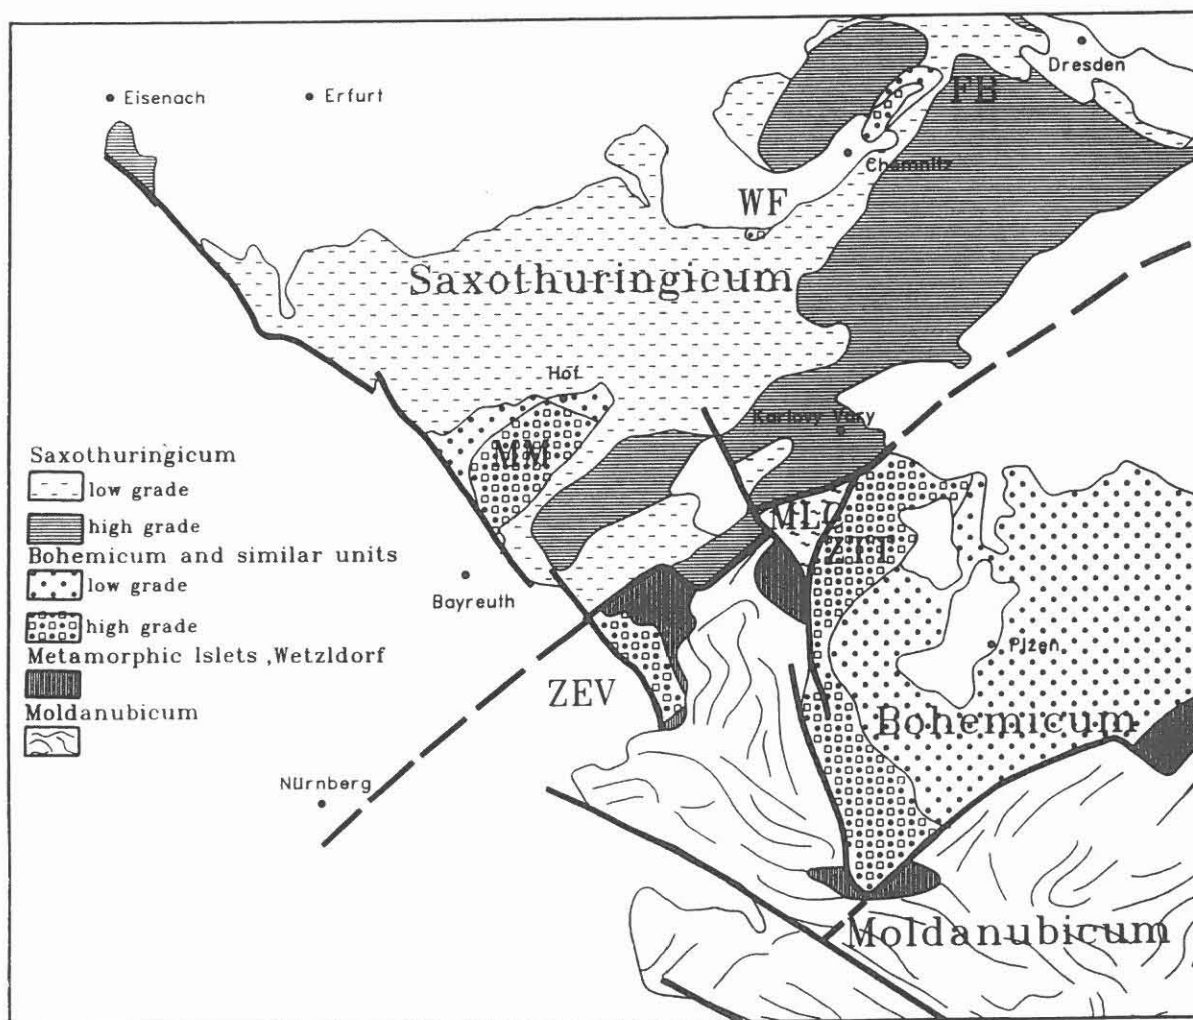 Dresden
Eisenach
Erfurt
FB
Chemnitz
WF
Saxothuringicum
Hof
Karlovy Vary
MM
Saxothuringicum
low grade
high grade
Bohemicum and similar units
low grade
high grade
Metamorphic Islets ,Wetzldorf
Moldanubicum
MLC
ZTT
Bayreuth
Plzen
ZEV
Bohemicum
Nürnberg
Moldanubicum